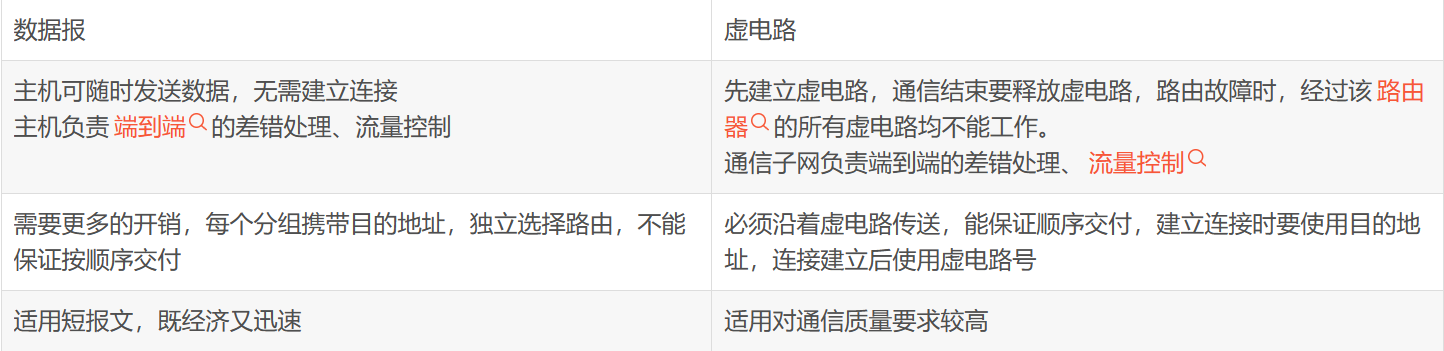 数据报
虚电路
主机可随时发送数据，无需建立连接
主机负责端到端的差错处理、流量控制
先建立虚电路，通信结束要释放虚电路，路由故障时，经过该路由
器的所有虚电路均不能工作。
通信子网负责端到端的差错处理、流量控制
需要更多的开销，每个分组携带目的地址，独立选择路由，不能
保证按顺序交付
必须沿着虚电路传送，能保证顺序交付，建立连接时要使用目的地
址，连接建立后使用虚电路号
适用短报文，既经济又迅速
适用对通信质量要求较高